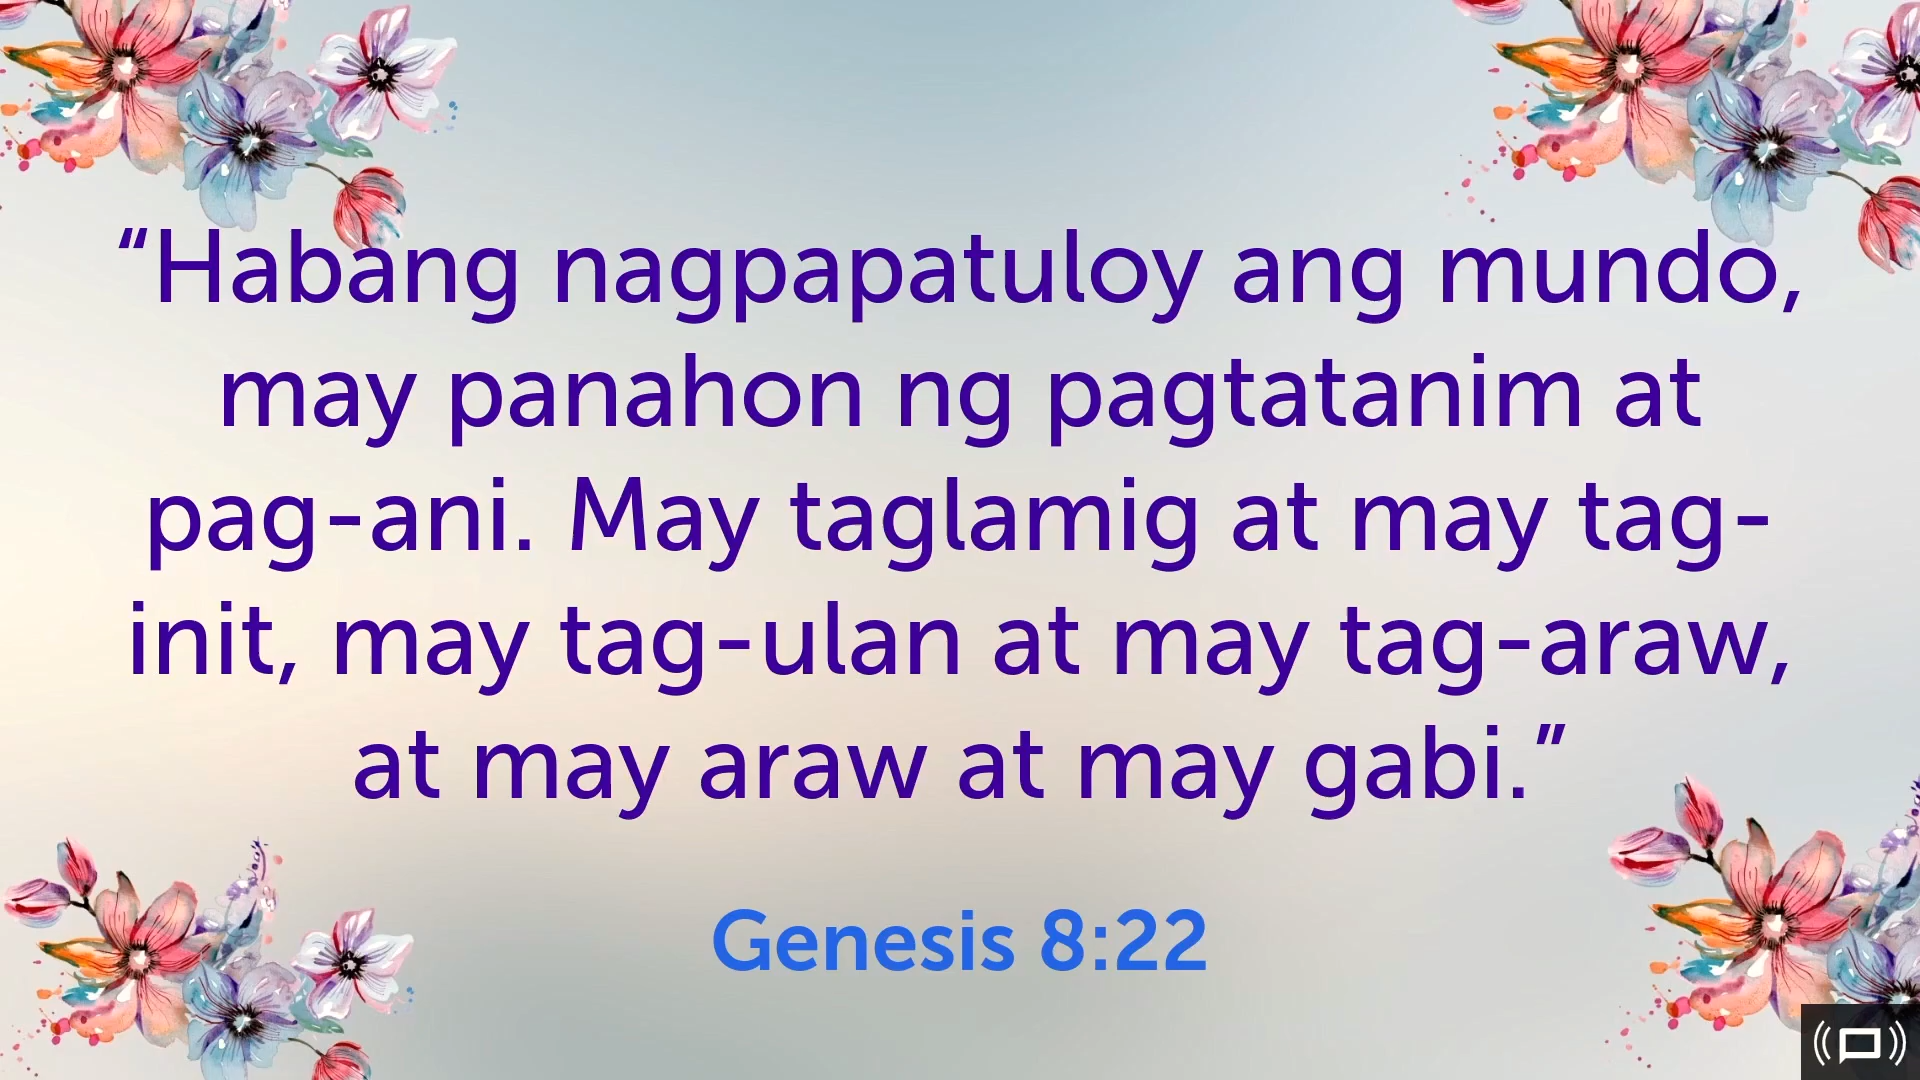 “Habang nagpapatuloy ang mundo,
may panahon ng pagtatanim at
pag-ani. May taglamig at may tag-
init, may tag-ulan at may tag-araw,
at may araw at may gabi.”
Genesis 8:22